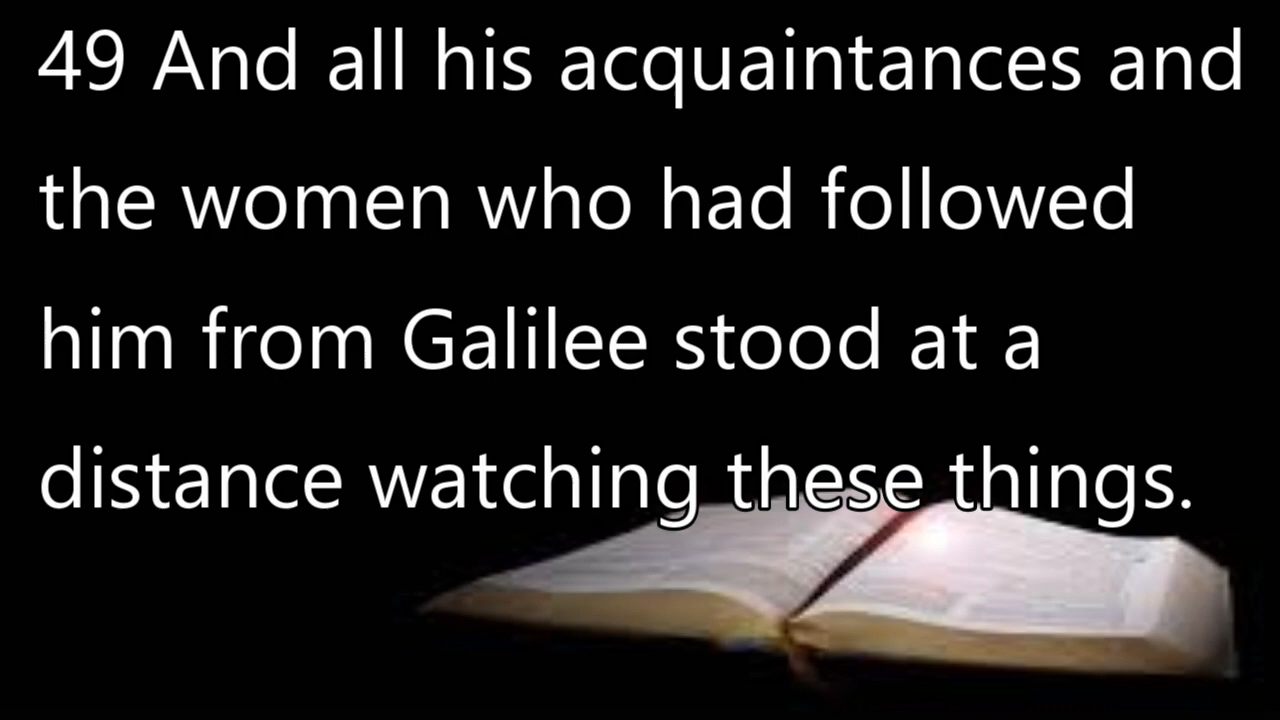 49 And all his acquaintances and
the women who had followed
him from Galilee stood at a
distance watching these things.